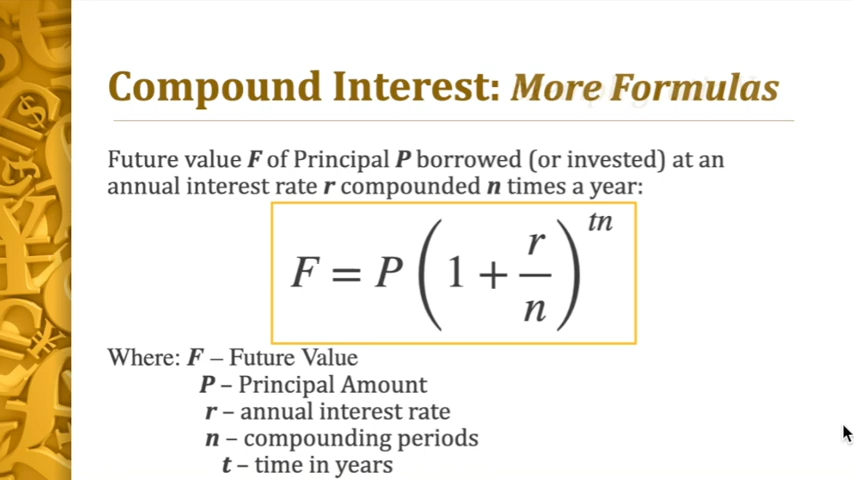 Compound Interest: More Formulas
Future value F of Principal P borrowed (or invested) at an
annual interest rate r compounded n times a year:
F = P(1 + r/n)^tn
Where: F – Future Value
P – Principal Amount
r – annual interest rate
n – compounding periods
t – time in years